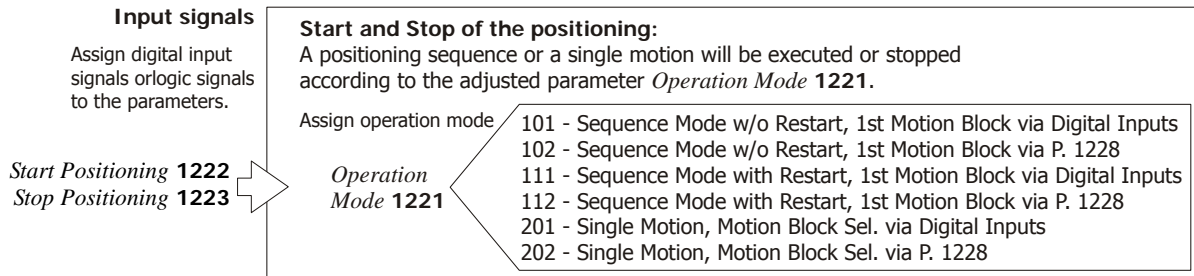 Input signals
Assign digital input
signals orlogic signals
to the parameters.
Start Positioning 1222
Stop Positioning 1223
Start and Stop of the positioning:
A positioning sequence or a single motion will be executed or stopped
according to the adjusted parameter Operation Mode 1221.
Assign operation mode
Operation
Mode 1221
101 - Sequence Mode w/o Restart, 1st Motion Block via Digital Inputs
102 - Sequence Mode w/o Restart, 1st Motion Block via P. 1228
111 - Sequence Mode with Restart, 1st Motion Block via Digital Inputs
112 - Sequence Mode with Restart, 1st Motion Block via P. 1228
201 - Single Motion, Motion Block Sel. via Digital Inputs
202 - Single Motion, Motion Block Sel. via P. 1228